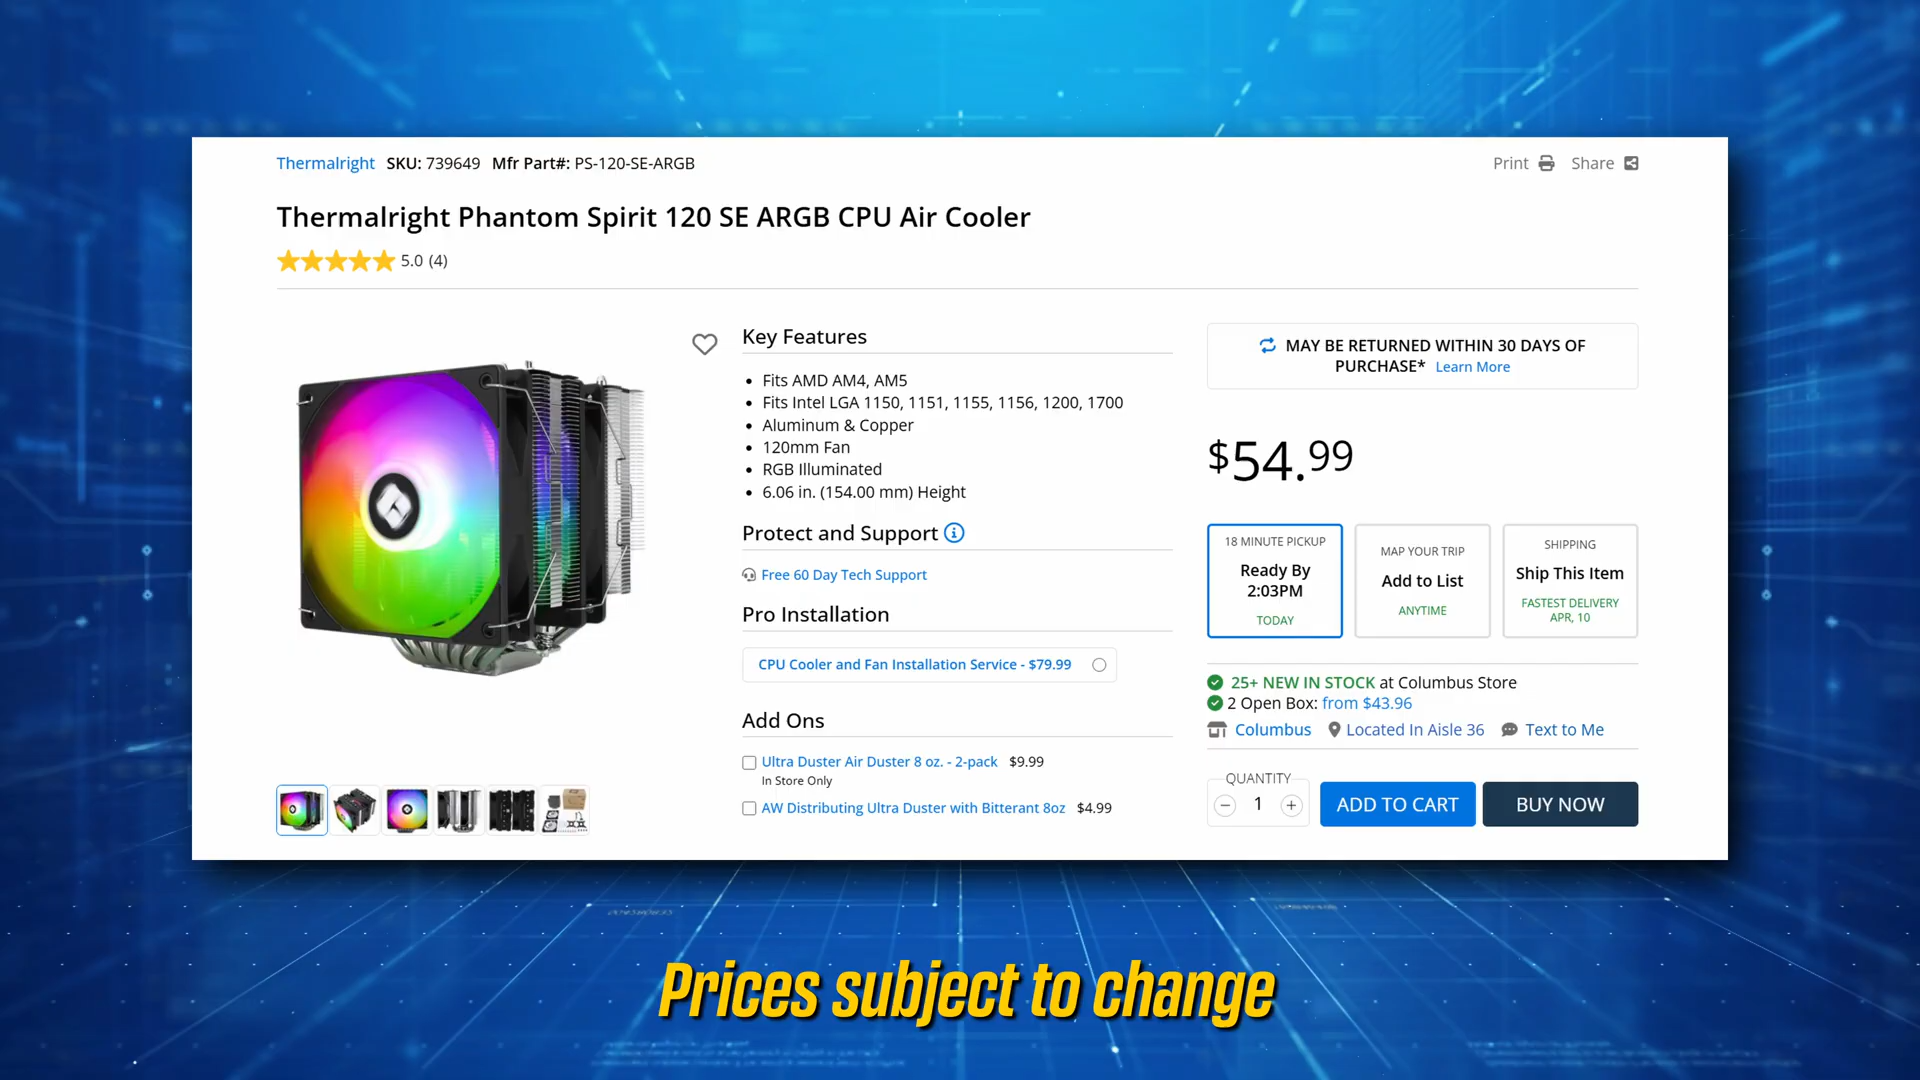 Thermalright SKU: 739649 Mfr Part#: PS-120-SE-ARGB
Print Share
Thermalright Phantom Spirit 120 SE ARGB CPU Air Cooler
5.0 (4)
Key Features
• Fits AMD AM4, AM5
• Fits Intel LGA 1150, 1151, 1155, 1156, 1200, 1700
• Aluminum & Copper
• 120mm Fan
• RGB Illuminated
• 6.06 in. (154.00 mm) Height
Protect and Support
Free 60 Day Tech Support
Pro Installation
CPU Cooler and Fan Installation Service - $79.99
Add Ons
Ultra Duster Air Duster 8 oz. - 2-pack $9.99
In Store Only
AW Distributing Ultra Duster with Bitterant 8oz $4.99
MAY BE RETURNED WITHIN 30 DAYS OF
PURCHASE* Learn More
$54.99
18 MINUTE PICKUP
Ready By
2:03PM
TODAY
MAP YOUR TRIP
Add to List
ANYTIME
SHIPPING
Ship This Item
FASTEST DELIVERY
APR, 10
25+ NEW IN STOCK at Columbus Store
2 Open Box: from $43.96
Columbus Located In Aisle 36 Text to Me
QUANTITY
1
ADD TO CART
BUY NOW
Prices subject to change